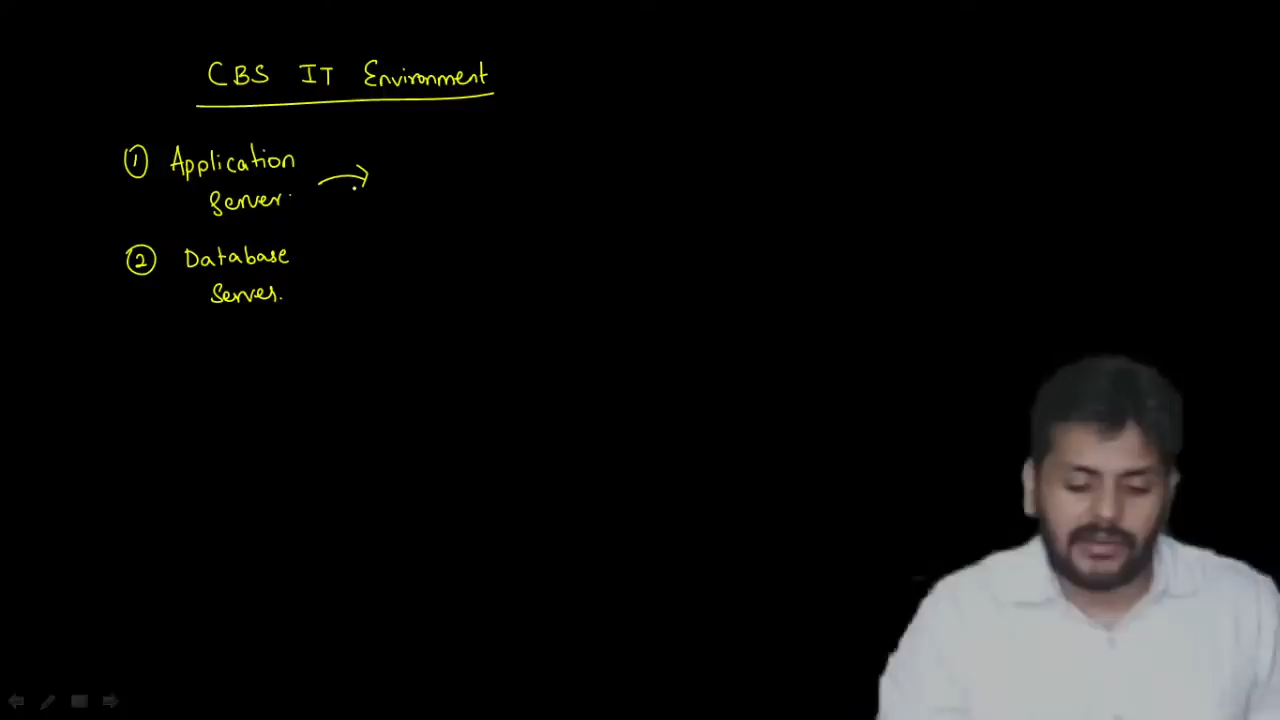 CBS IT Environment
① Application
Server.
② Database
Server.